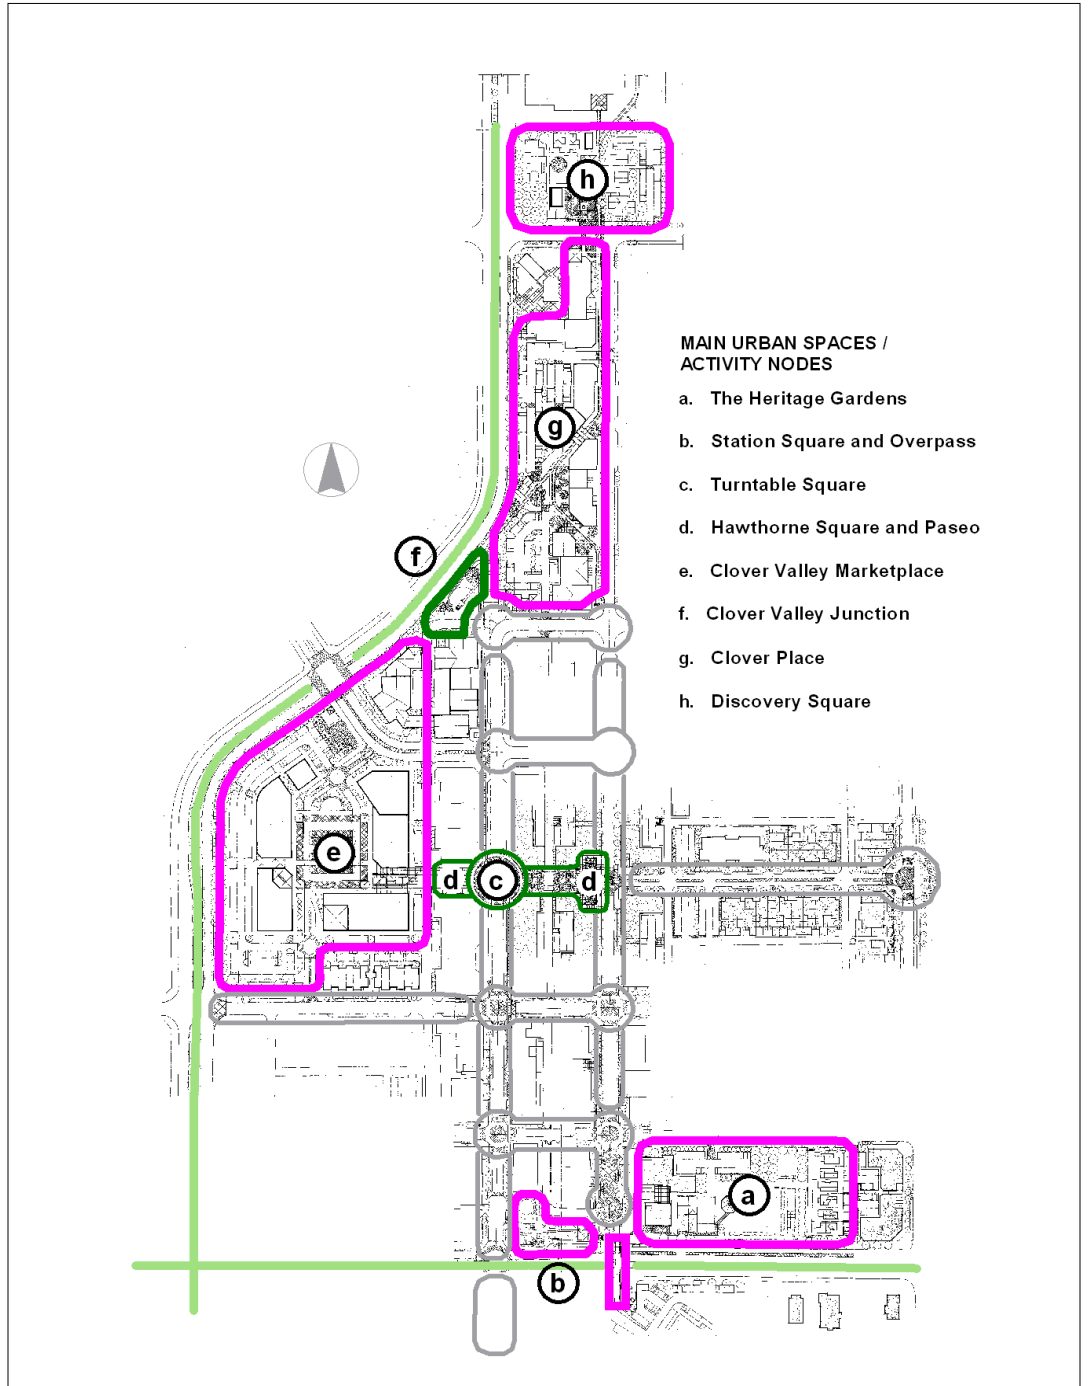 h
MAIN URBAN SPACES /
ACTIVITY NODES
a. The Heritage Gardens
b. Station Square and Overpass
c. Turntable Square
d. Hawthorne Square and Paseo
e. Clover Valley Marketplace
f. Clover Valley Junction
g. Clover Place
h. Discovery Square
g
f
e
d
c
d
a
b